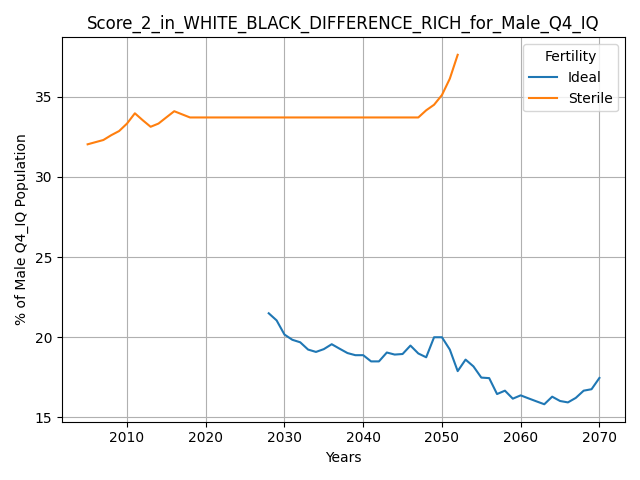 Score_2_in_WHITE_BLACK_DIFFERENCE_RICH_for_Male_Q4_IQ
Fertility
Ideal
Sterile
% of Male Q4_IQ Population
35
30
25
20
15
2010 2020 2030 2040 2050 2060 2070
Years